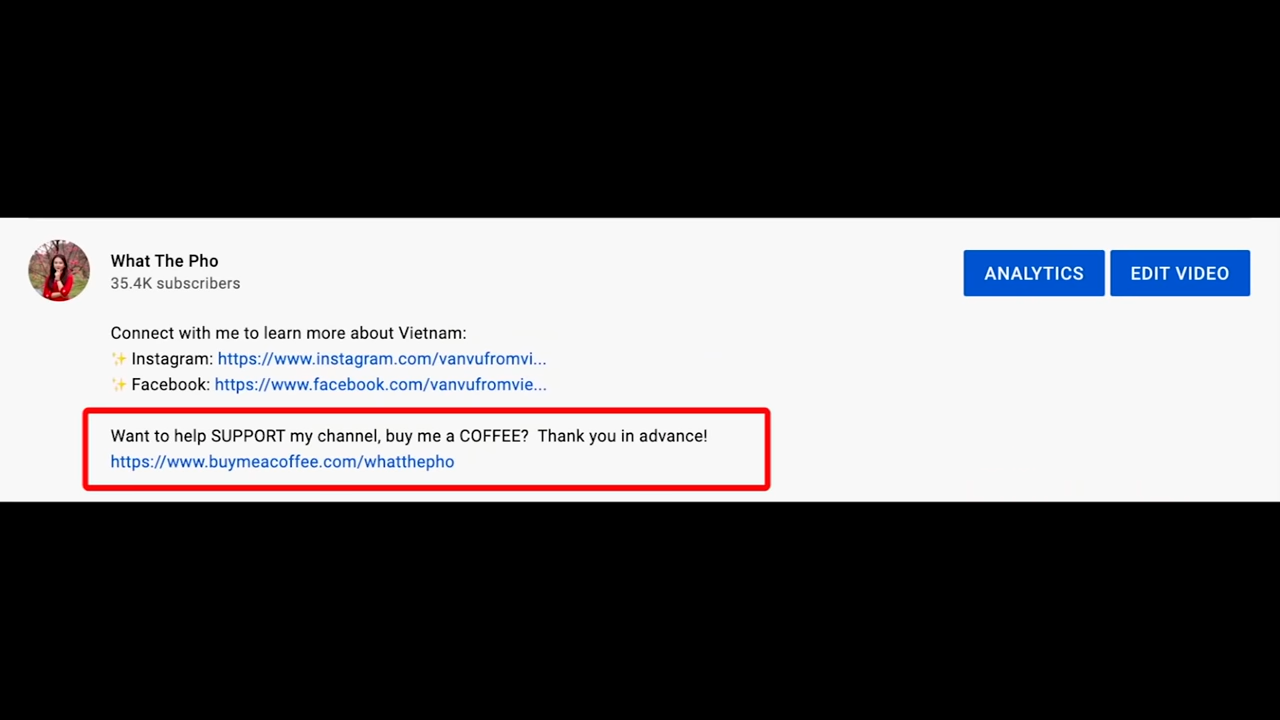 What The Pho
35.4K subscribers
ANALYTICS
EDIT VIDEO
Connect with me to learn more about Vietnam:
✨ Instagram: https://www.instagram.com/vanvufromvi...
✨ Facebook: https://www.facebook.com/vanvufromvie...
Want to help SUPPORT my channel, buy me a COFFEE?  Thank you in advance!
https://www.buymeacoffee.com/whatthepho